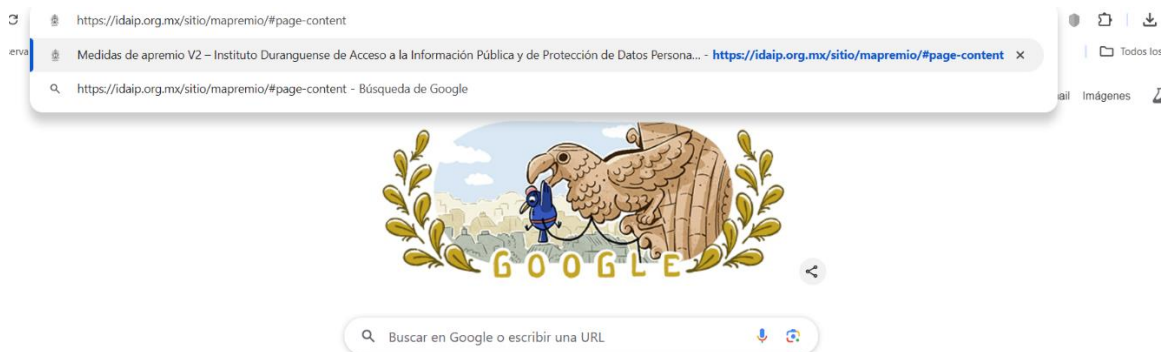 https://idaip.org.mx/sitio/mapremio/#page-content
Medidas de apremio V2 – Instituto Duranguense de Acceso a la Información Pública y de Protección de Datos Persona... - https://idaip.org.mx/sitio/mapremio/#page-content
erva
Todos los
https://idaip.org.mx/sitio/mapremio/#page-content - Búsqueda de Google
ail Imágenes
GOOGLE
Buscar en Google o escribir una URL